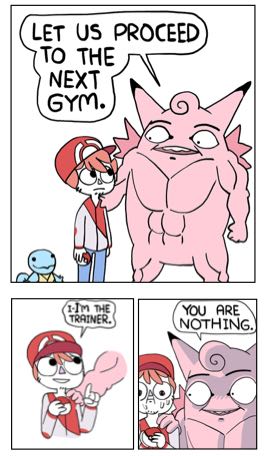 LET US PROCEED
TO THE
NEXT
GYM.
I-I'M THE
TRAINER.
YOU ARE
NOTHING.